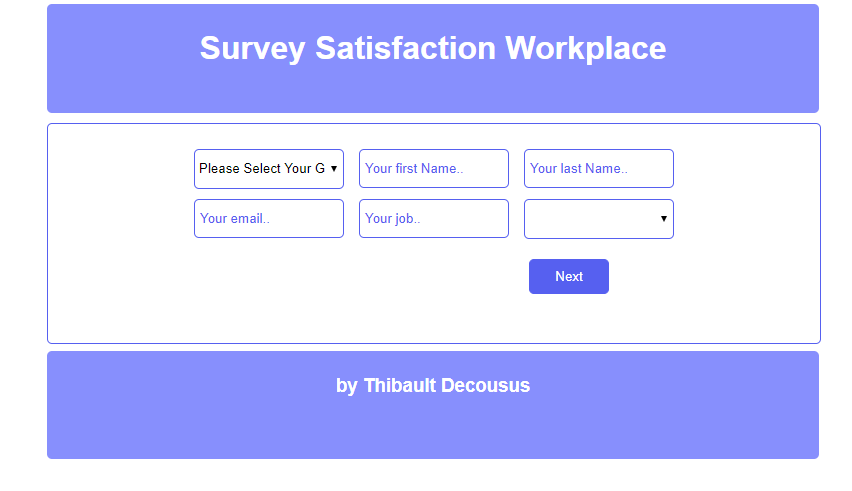 Survey Satisfaction Workplace
Please Select Your G
Your first Name..
Your last Name..
Your email..
Your job..
Next
by Thibault Decousus